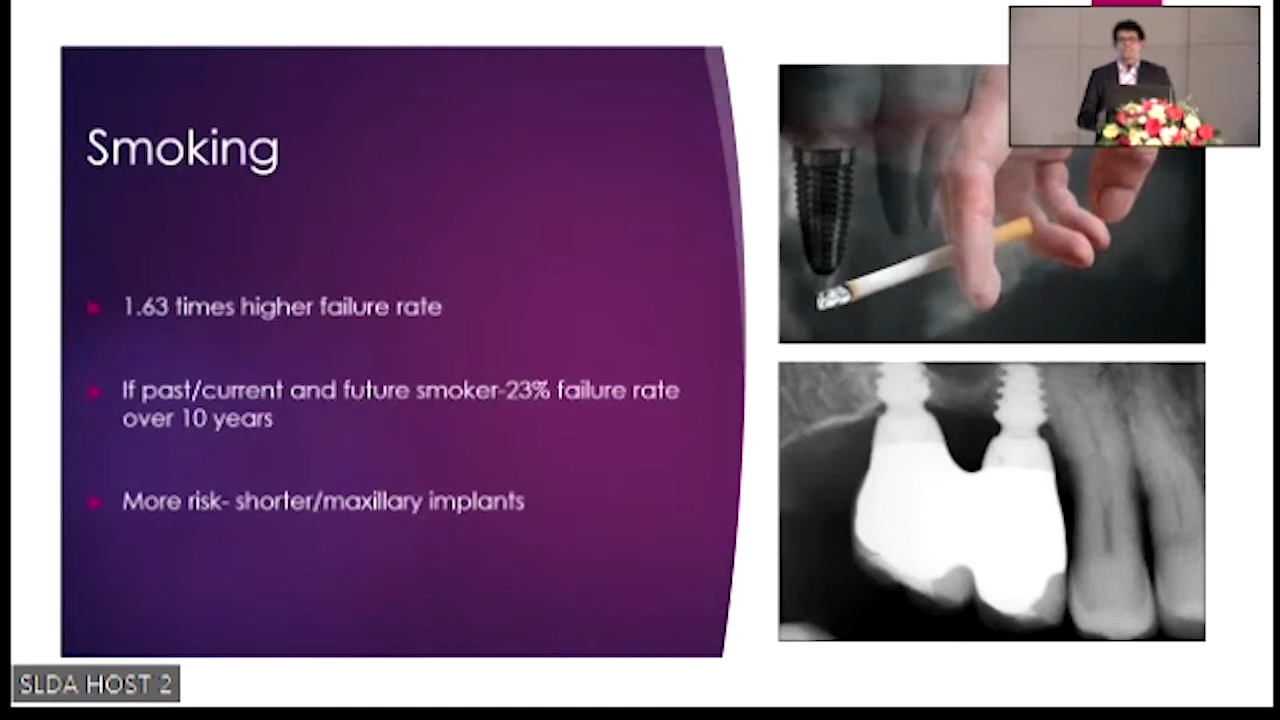 Smoking
1.63 times higher failure rate
If past/current and future smoker-23% failure rate
over 10 years
More risk- shorter/maxillary implants
SLDA HOST 2